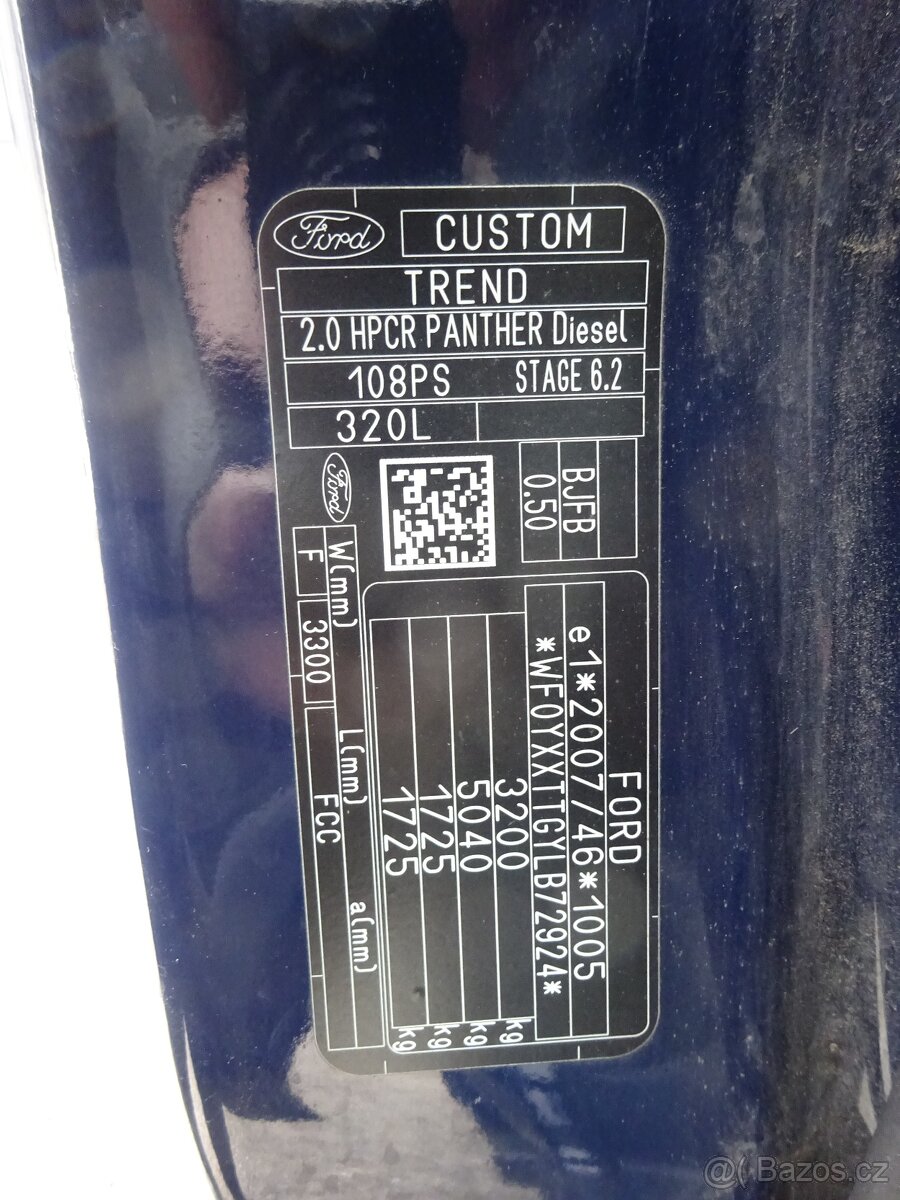 Ford
CUSTOM
TREND
2.0 HPCR PANTHER Diesel
108PS STAGE 6.2
320L
Ford
BJFB
0.50
FORD
e1*2007/46*1005
*WF0YXXTTGYLB72924*
3200 kg
5040 kg
1725 kg
1725 kg
W(mm) L(mm) a(mm)
F 3300 FCC
@( Bazos.cz